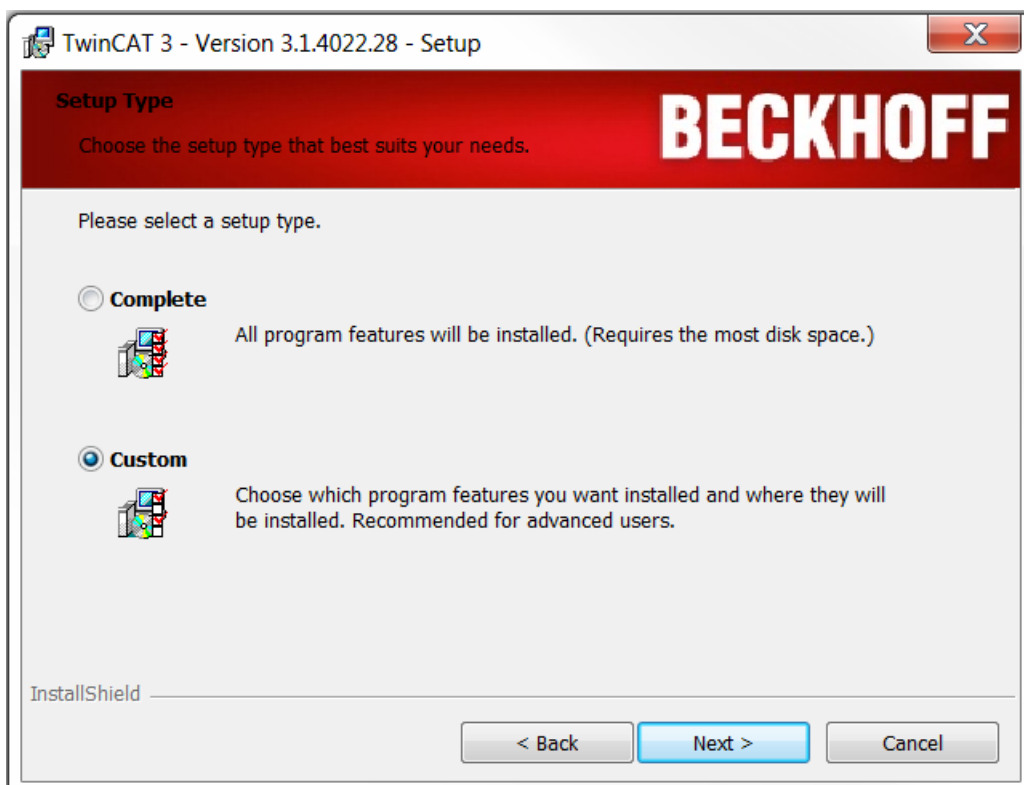 TwinCAT 3 - Version 3.1.4022.28 - Setup
X
Setup Type
Choose the setup type that best suits your needs.
BECKHOFF
Please select a setup type.
Complete
All program features will be installed. (Requires the most disk space.)
Custom
Choose which program features you want installed and where they will
be installed. Recommended for advanced users.
InstallShield
< Back
Next >
Cancel